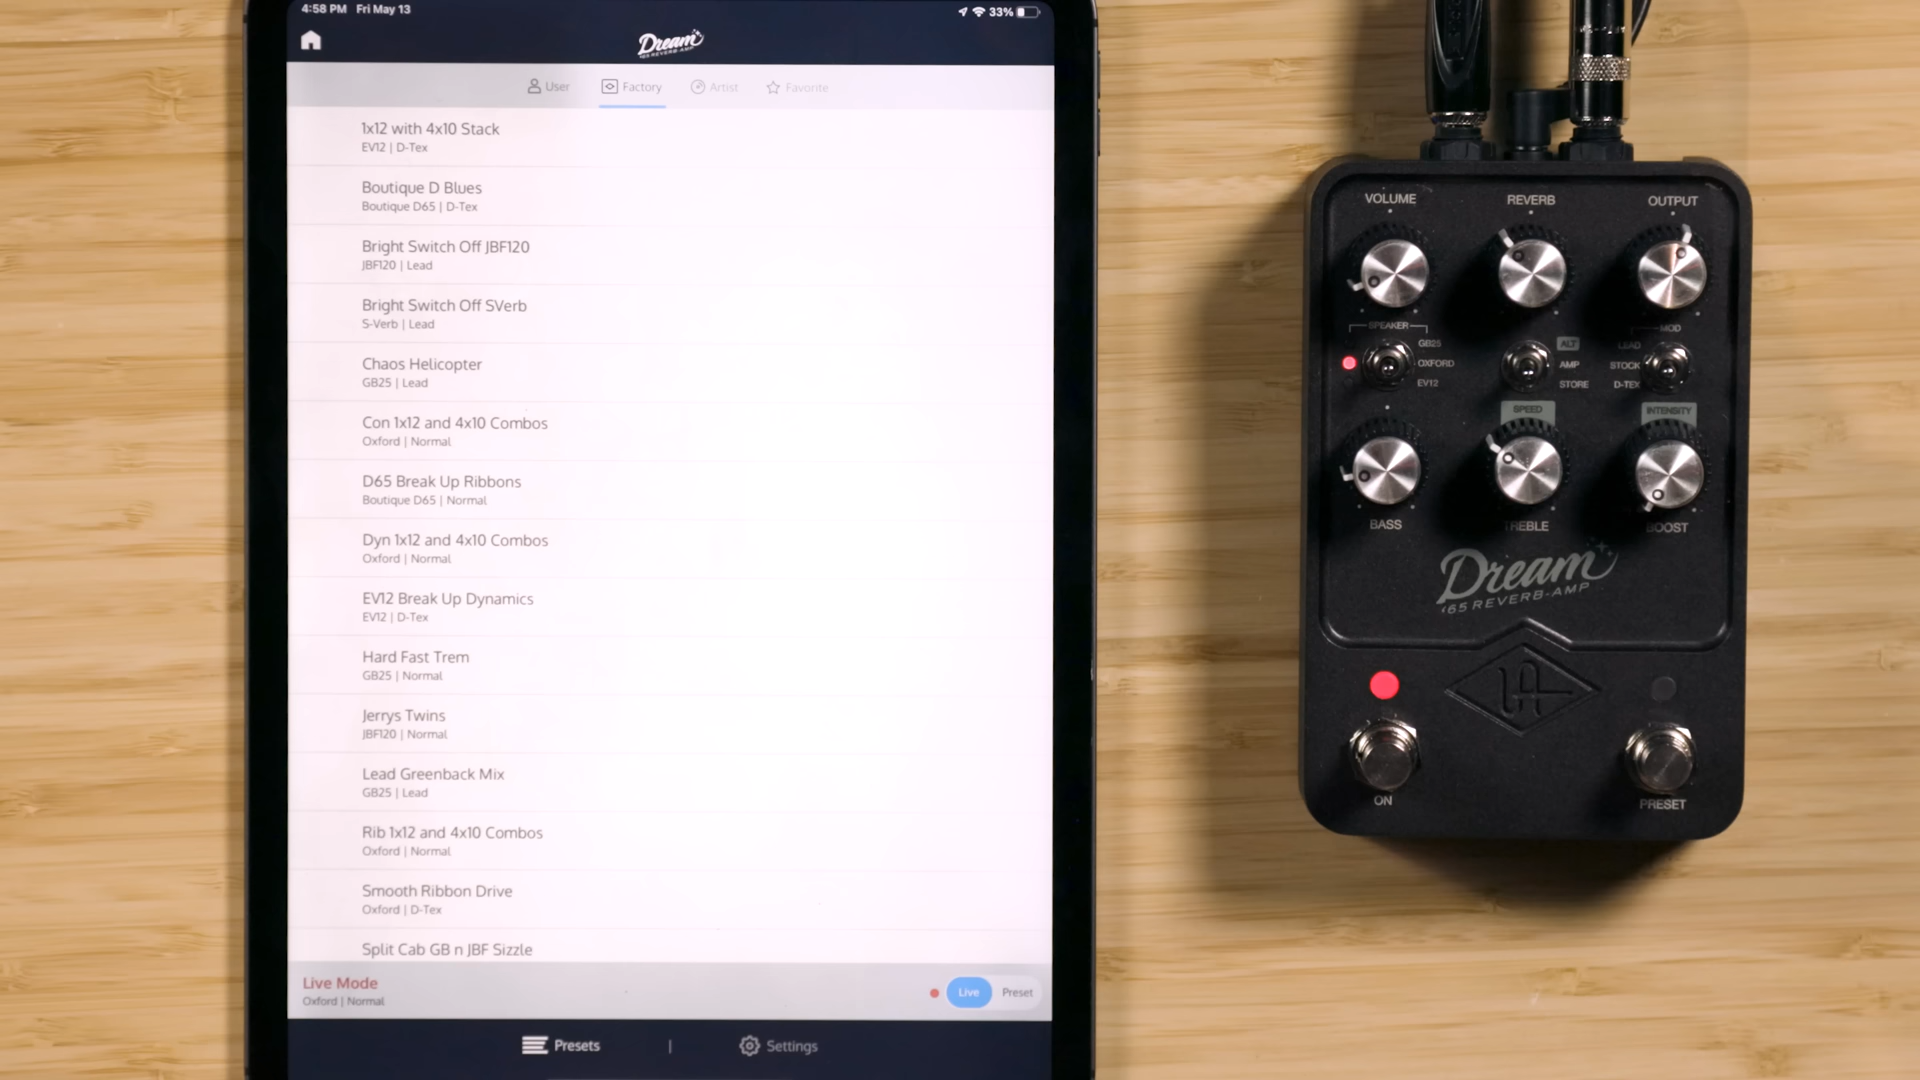 4:58 PM Fri May 13
33%
Dream
'65 REVERB-AMP
User
Factory
Artist
Favorite
1x12 with 4x10 Stack
EV12 | D-Tex
Boutique D Blues
Boutique D65 | D-Tex
Bright Switch Off JBF120
JBF120 | Lead
Bright Switch Off SVerb
S-Verb | Lead
Chaos Helicopter
GB25 | Lead
Con 1x12 and 4x10 Combos
Oxford | Normal
D65 Break Up Ribbons
Boutique D65 | Normal
Dyn 1x12 and 4x10 Combos
Oxford | Normal
EV12 Break Up Dynamics
EV12 | D-Tex
Hard Fast Trem
GB25 | Normal
Jerrys Twins
JBF120 | Normal
Lead Greenback Mix
GB25 | Lead
Rib 1x12 and 4x10 Combos
Oxford | Normal
Smooth Ribbon Drive
Oxford | D-Tex
Split Cab GB n JBF Sizzle
Live Mode
Oxford | Normal
Live
Preset
Presets | Settings
VOLUME
REVERB
OUTPUT
SPEAKER
GB25
OXFORD
EV12
ALT
AMP
STORE
MOD
LEAD
STOCK
D-TEX
SPEED
INTENSITY
BASS
TREBLE
BOOST
Dream
'65 REVERB-AMP
UA
ON
PRESET